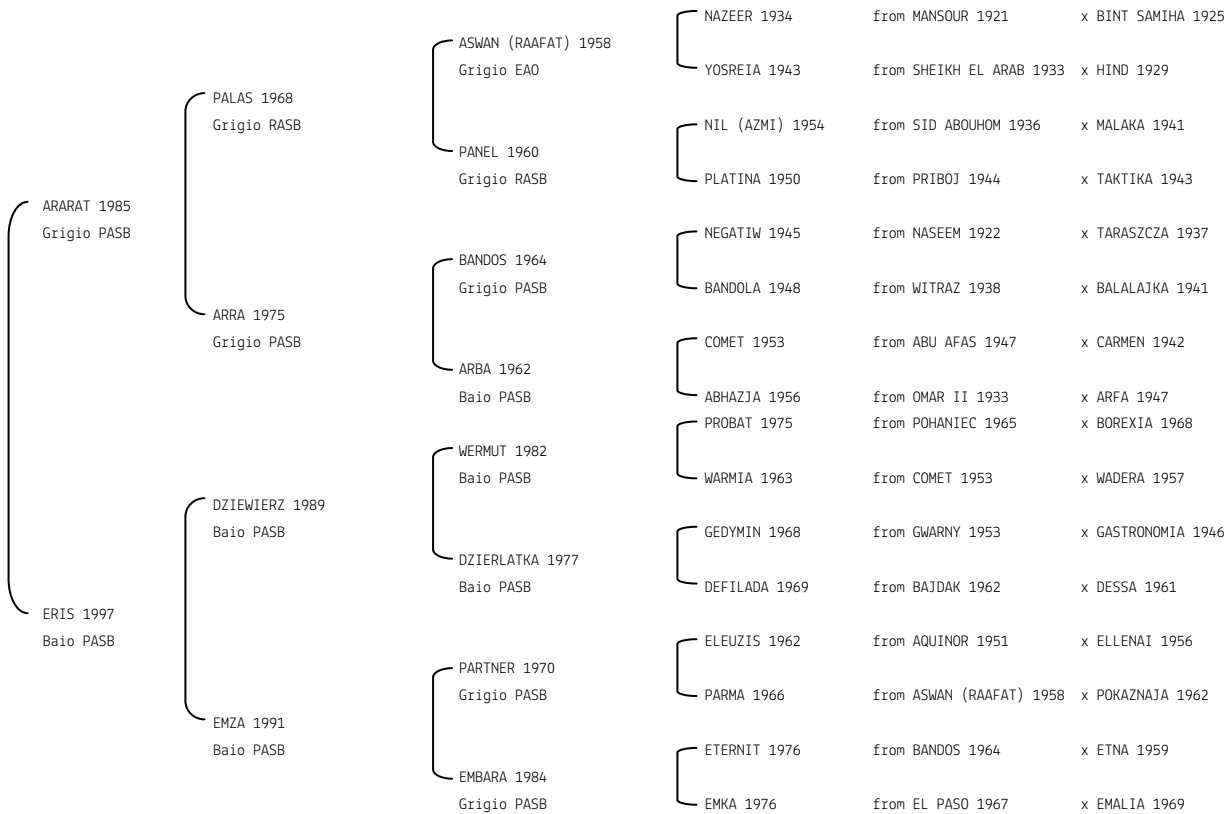 NAZEER 1934 from MANSOUR 1921 x BINT SAMIHA 1925
ASWAN (RAAFAT) 1958
Grigio EAO
YOSREIA 1943 from SHEIKH EL ARAB 1933 x HIND 1929
PALAS 1968
Grigio RASB
NIL (AZMI) 1954 from SID ABOUHOM 1936 x MALAKA 1941
PANEL 1960
Grigio RASB
PLATINA 1950 from PRIBOJ 1944 x TAKTIKA 1943
ARARAT 1985
Grigio PASB
NEGATIW 1945 from NASEEM 1922 x TARASZCZA 1937
BANDOS 1964
Grigio PASB
BANDOLA 1948 from WITRAZ 1938 x BALALAJKA 1941
ARRA 1975
Grigio PASB
COMET 1953 from ABU AFAS 1947 x CARMEN 1942
ARBA 1962
Baio PASB
ABHAZJA 1956 from OMAR II 1933 x ARFA 1947
PROBAT 1975 from POHANIEC 1965 x BOREXIA 1968
WERMUT 1982
Baio PASB
WARMIA 1963 from COMET 1953 x WADERA 1957
DZIEWIERZ 1989
Baio PASB
GEDYMIN 1968 from GWARNY 1953 x GASTRONOMIA 1946
DZIERLATKA 1977
Baio PASB
DEFILADA 1969 from BAJDAK 1962 x DESSA 1961
ERIS 1997
Baio PASB
ELEUZIS 1962 from AQUINOR 1951 x ELLENAI 1956
PARTNER 1970
Grigio PASB
PARMA 1966 from ASWAN (RAAFAT) 1958 x POKAZNAJA 1962
EMZA 1991
Baio PASB
ETERNIT 1976 from BANDOS 1964 x ETNA 1959
EMBARA 1984
Grigio PASB
EMKA 1976 from EL PASO 1967 x EMALIA 1969